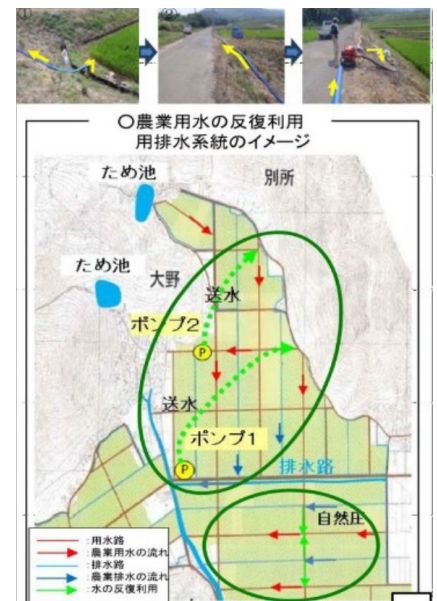 ○農業用水の反復利用
用排水系統のイメージ
ため池
別所
ため池
大野
送水
ポンプ2
P
送水
ポンプ1
P
排水路
自然圧
:用水路
:農業用水の流れ
:排水路
:農業排水の流れ
:水の反復利用